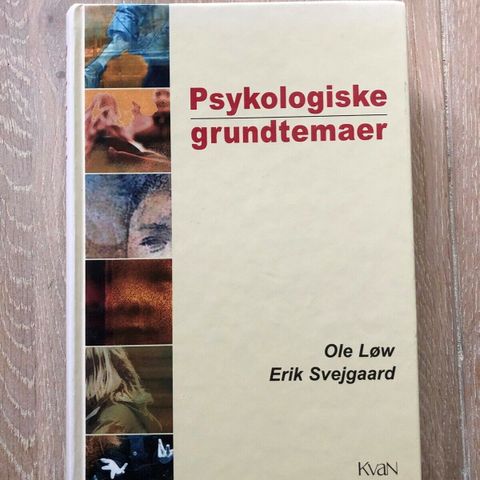 Psykologiske
grundtemaer
Ole Løw
Erik Svejgaard
KvaN